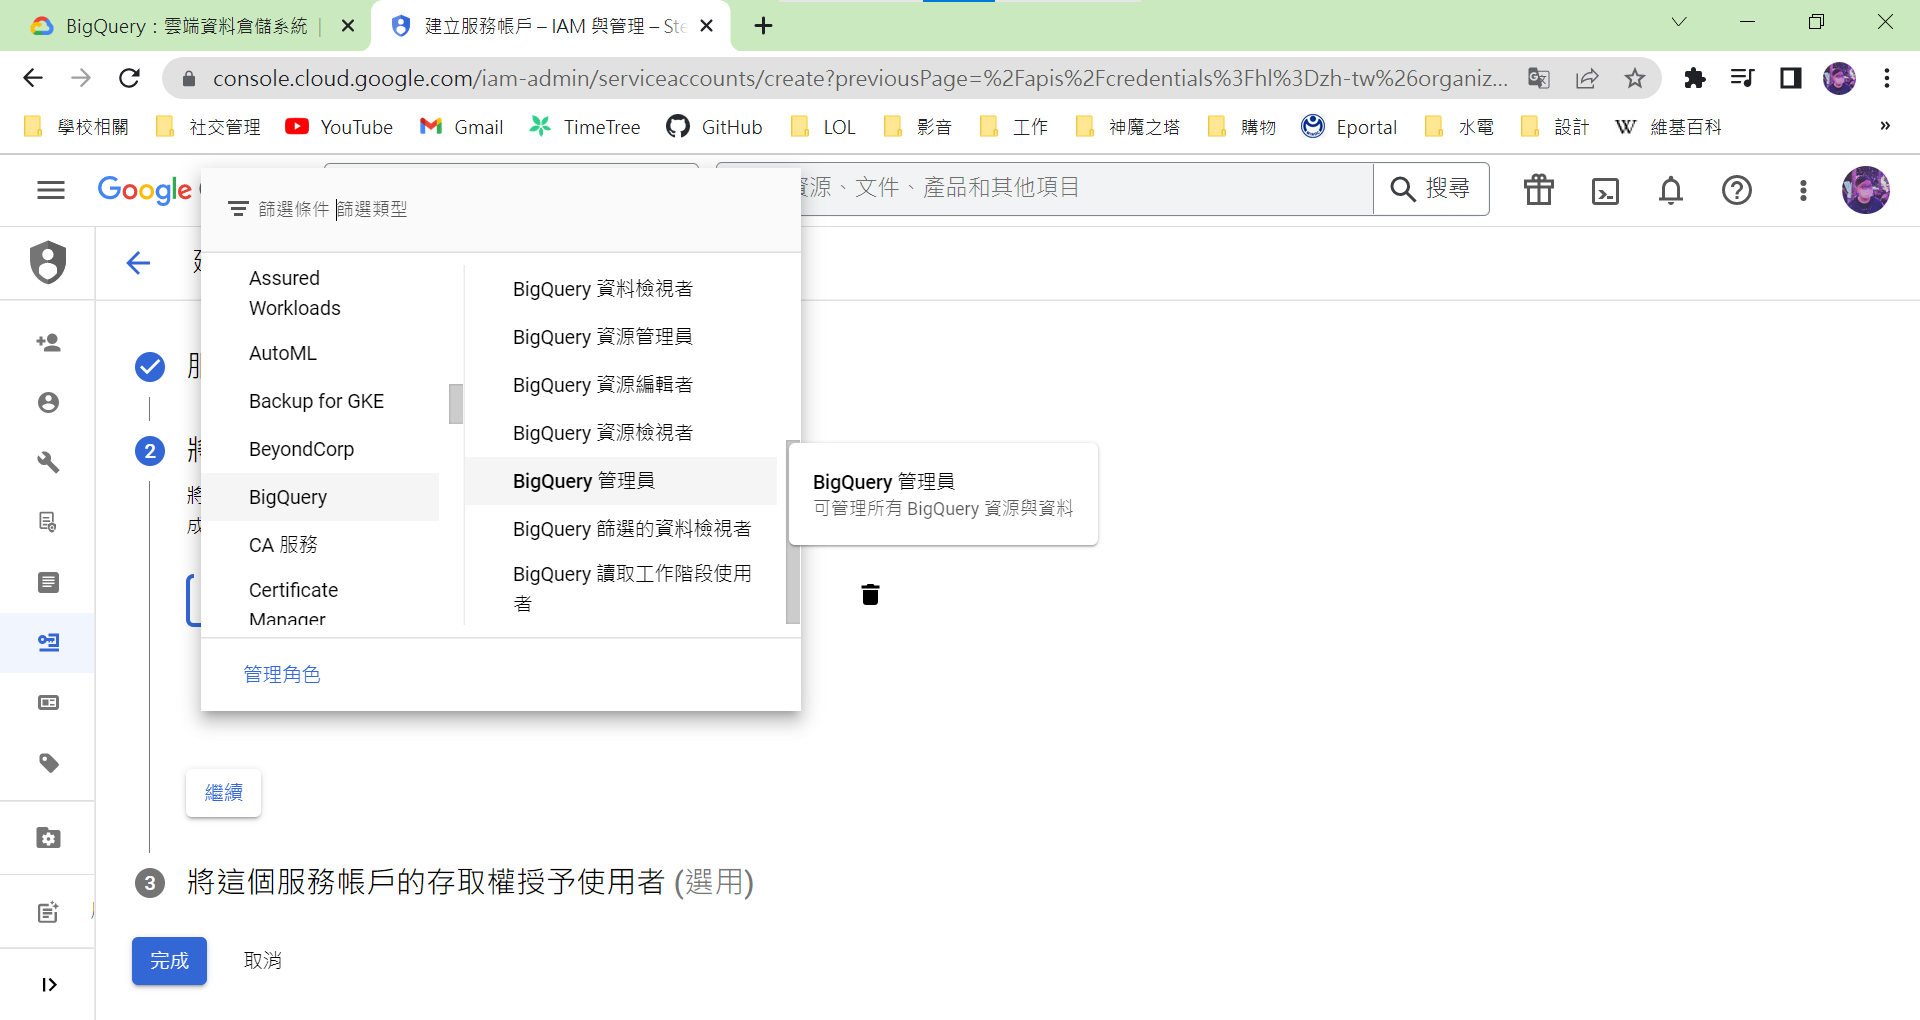 BigQuery：雲端資料倉儲系統
建立服務帳戶 – IAM 與管理 – Ste
console.cloud.google.com/iam-admin/serviceaccounts/create?previousPage=%2Fapis%2Fcredentials%3Fhl%3Dzh-tw%26organiz...
學校相關
社交管理
YouTube
Gmail
TimeTree
GitHub
LOL
影音
工作
神魔之塔
購物
Eportal
水電
設計
W 維基百科
»
Google
資源、文件、產品和其他項目
搜尋
篩選條件 篩選類型
Assured
Workloads
AutoML
Backup for GKE
BeyondCorp
BigQuery
CA 服務
Certificate
Manager
BigQuery 資料檢視者
BigQuery 資源管理員
BigQuery 資源編輯者
BigQuery 資源檢視者
BigQuery 管理員
BigQuery 篩選的資料檢視者
BigQuery 讀取工作階段使用
者
BigQuery 管理員
可管理所有 BigQuery 資源與資料
管理角色
2
將
將
成
繼續
3 將這個服務帳戶的存取權授予使用者 (選用)
完成
取消